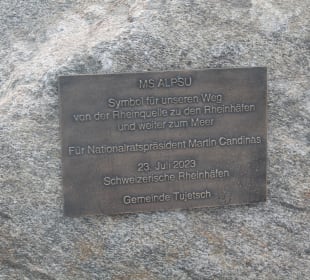 MS ALPSU
Symbol für unseren Weg
von der Rheinquelle zu den Rheinhäfen
und weiter zum Meer
Für Nationalratspräsident Martin Candinas
23. Juli 2023
Schweizerische Rheinhäfen
Gemeinde Tujetsch